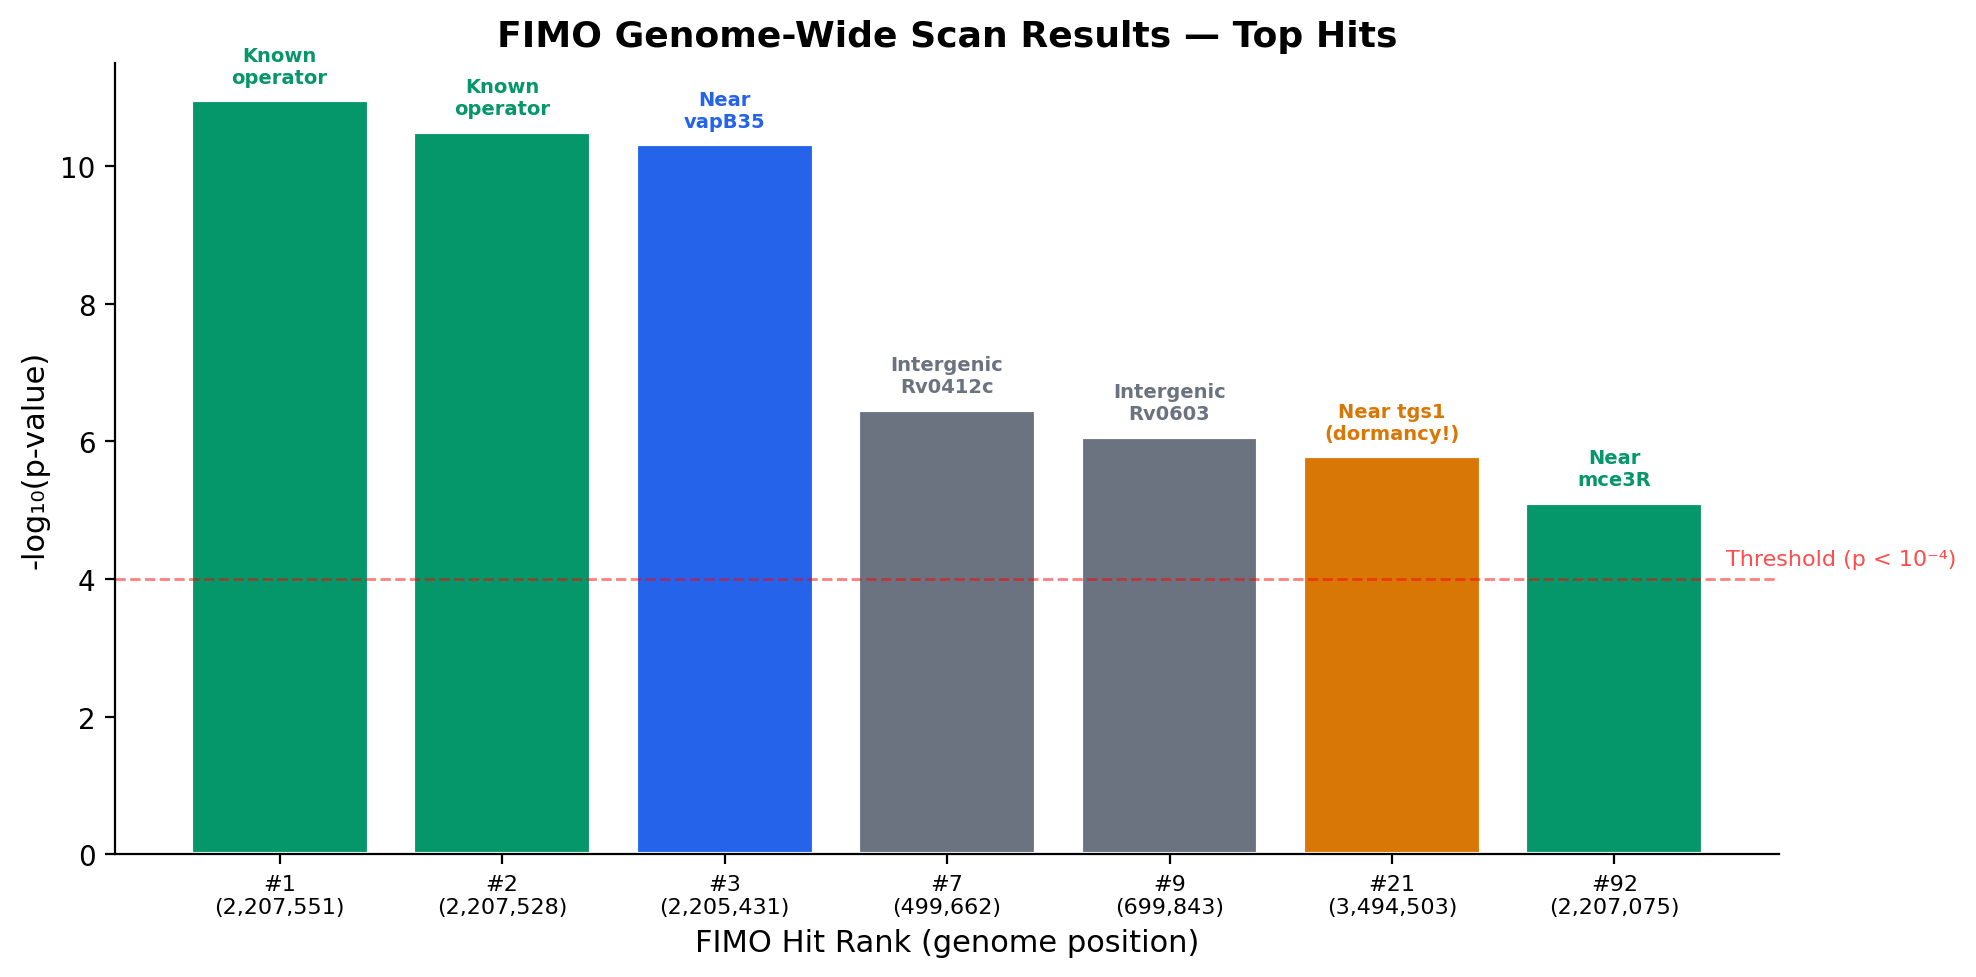 FIMO Genome-Wide Scan Results — Top Hits
Known
operator
Known
operator
Near
vapB35
Intergenic
Rv0412c
Intergenic
Rv0603
Near tgs1
(dormancy!)
Near
mce3R
Threshold (p < 10⁻⁴)
-log₁₀(p-value)
10
8
6
4
2
0
#1
(2,207,551)
#2
(2,207,528)
#3
(2,205,431)
#7
(499,662)
#9
(699,843)
#21
(3,494,503)
#92
(2,207,075)
FIMO Hit Rank (genome position)